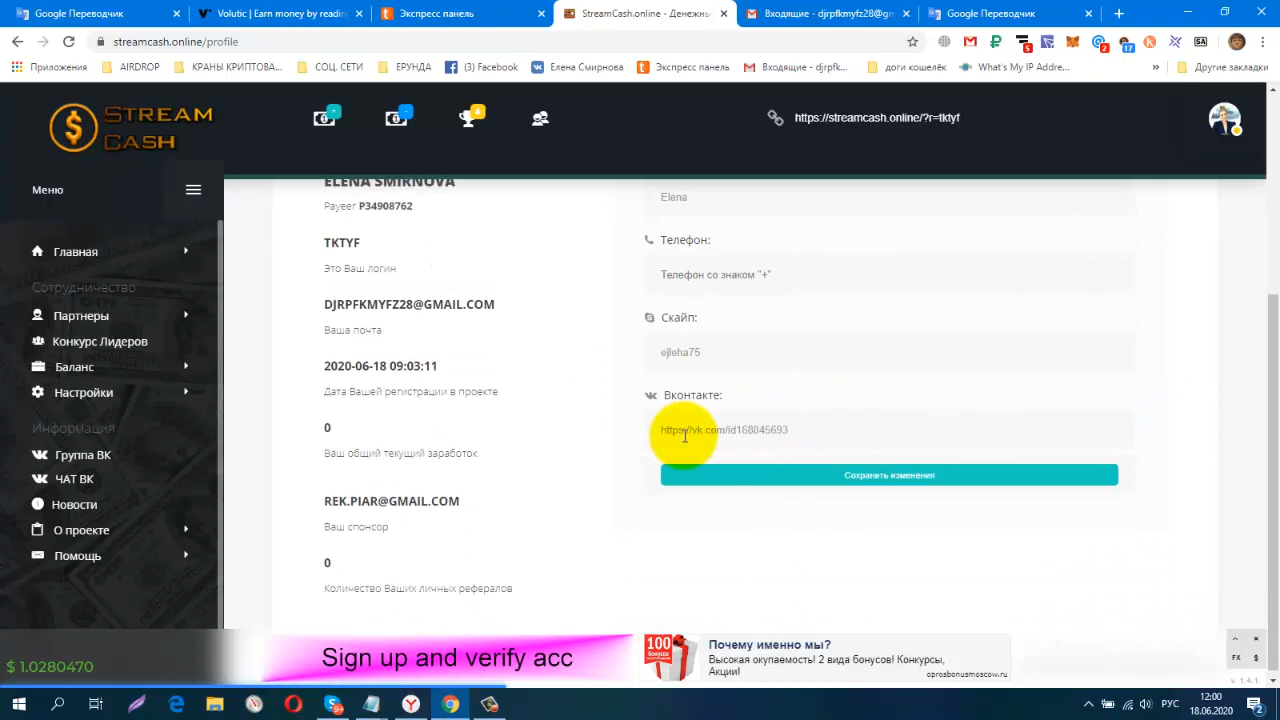 Google Переводчик
Volutic | Earn money by readin
Экспресс панель
StreamCash.online - Денежны
Входящие - djrpfkmyfz28@gm
Google Переводчик
streamcash.online/profile
Приложения
AIRDROP
КРАНЫ КРИПТОВА...
СОЦ. СЕТИ
ЕРУНДА
(3) Facebook
Елена Смирнова
Экспресс панель
Входящие - djrpfk...
доги кошелёк
What's My IP Addre...
Другие закладки
STREAM
CASH
https://streamcash.online/?r=tktyf
Меню
Главная
Сотрудничество
Партнеры
Конкурс Лидеров
Баланс
Настройки
Информация
Группа ВК
ЧАТ ВК
Новости
О проекте
Помощь
$ 1.0280470
ELENA SMIRNOVA
Payeer P34908762
TKTYF
Это Ваш логин
DJRPFKMYFZ28@GMAIL.COM
Ваша почта
2020-06-18 09:03:11
Дата Вашей регистрации в проекте
0
Ваш общий текущий заработок
REK.PIAR@GMAIL.COM
Ваш спонсор
0
Количество Ваших личных рефералов
Elena
Телефон:
Телефон со знаком "+"
Скайп:
ejleha75
Вконтакте:
https://vk.com/id168045693
Сохранить изменения
Sign up and verify acc
100
Бонусов
Почему именно мы?
Высокая окупаемость! 2 вида бонусов! Конкурсы,
Акции!
oprosbonusmoscow.ru
FX $
v. 1.4.1
РУС
12:00
18.06.2020